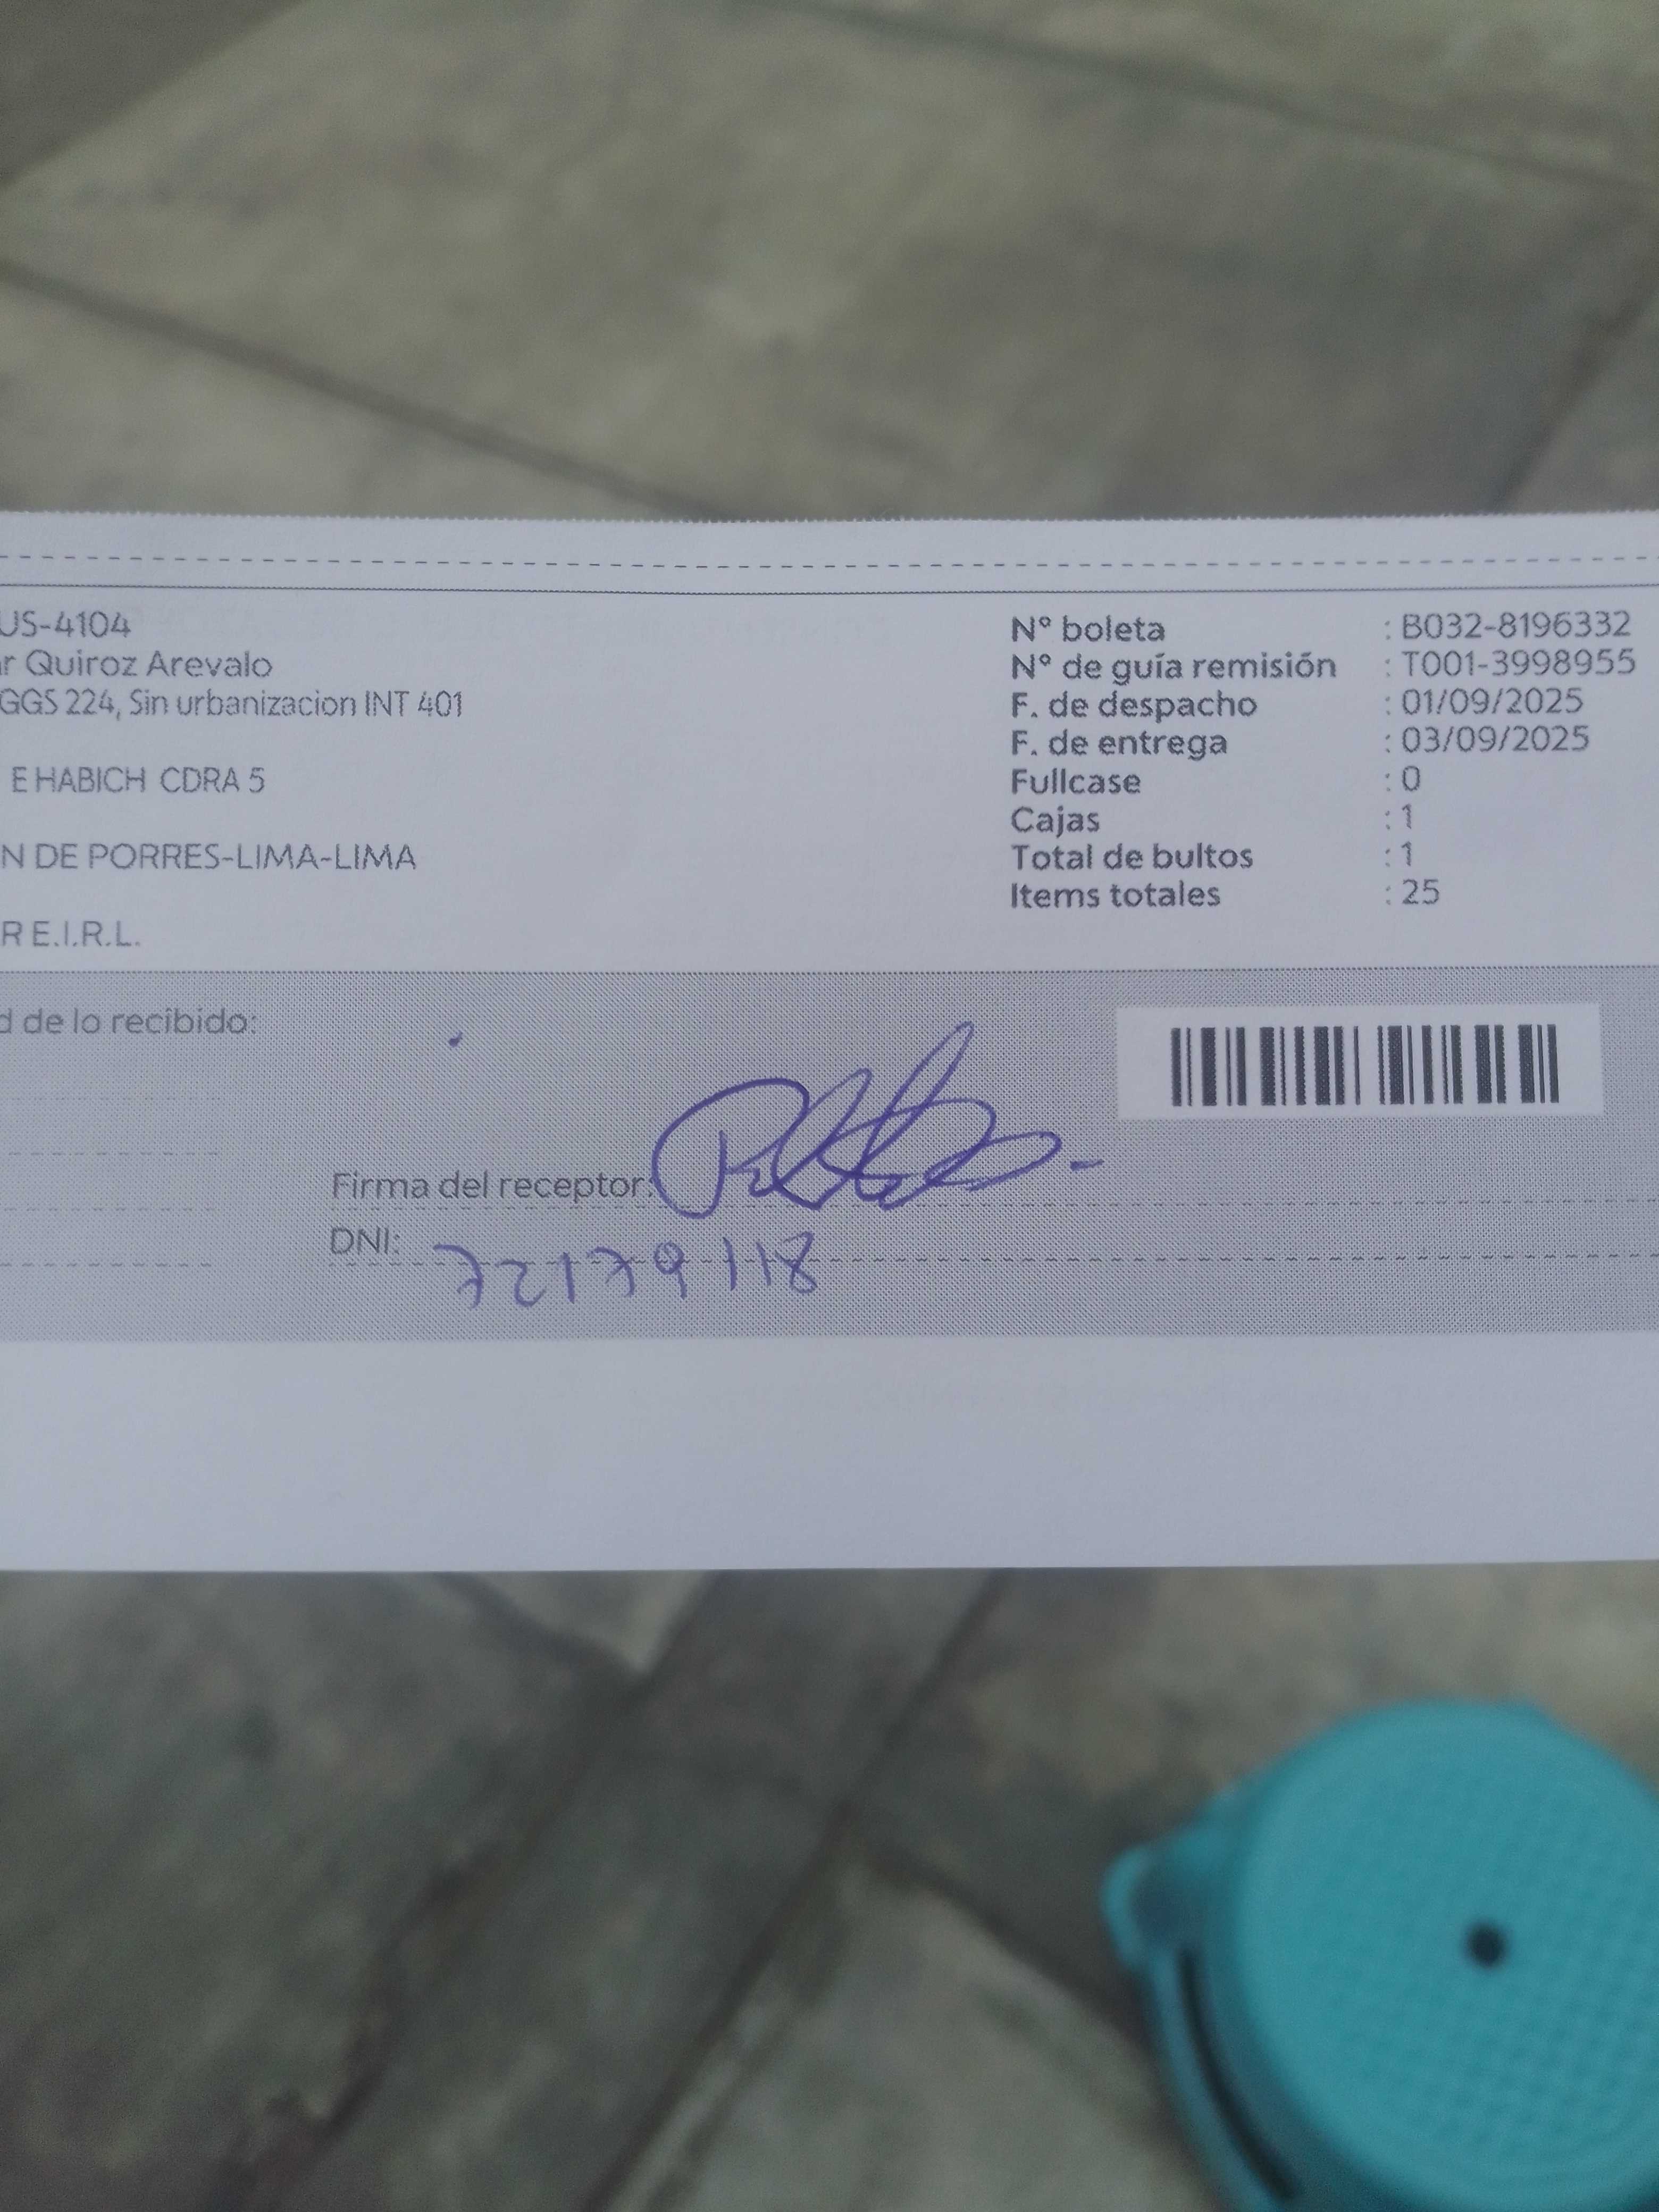 US-4104
r Quiroz Arevalo
GGS 224, Sin urbanizacion INT 401
E HABICH CDRA 5
N DE PORRES-LIMA-LIMA
R E.I.R.L.
N° boleta : B032-8196332
N° de guía remisión : T001-3998955
F. de despacho : 01/09/2025
F. de entrega : 03/09/2025
Fullcase : 0
Cajas : 1
Total de bultos : 1
Items totales : 25
d de lo recibido:
Firma del receptor:
DNI: 72179118